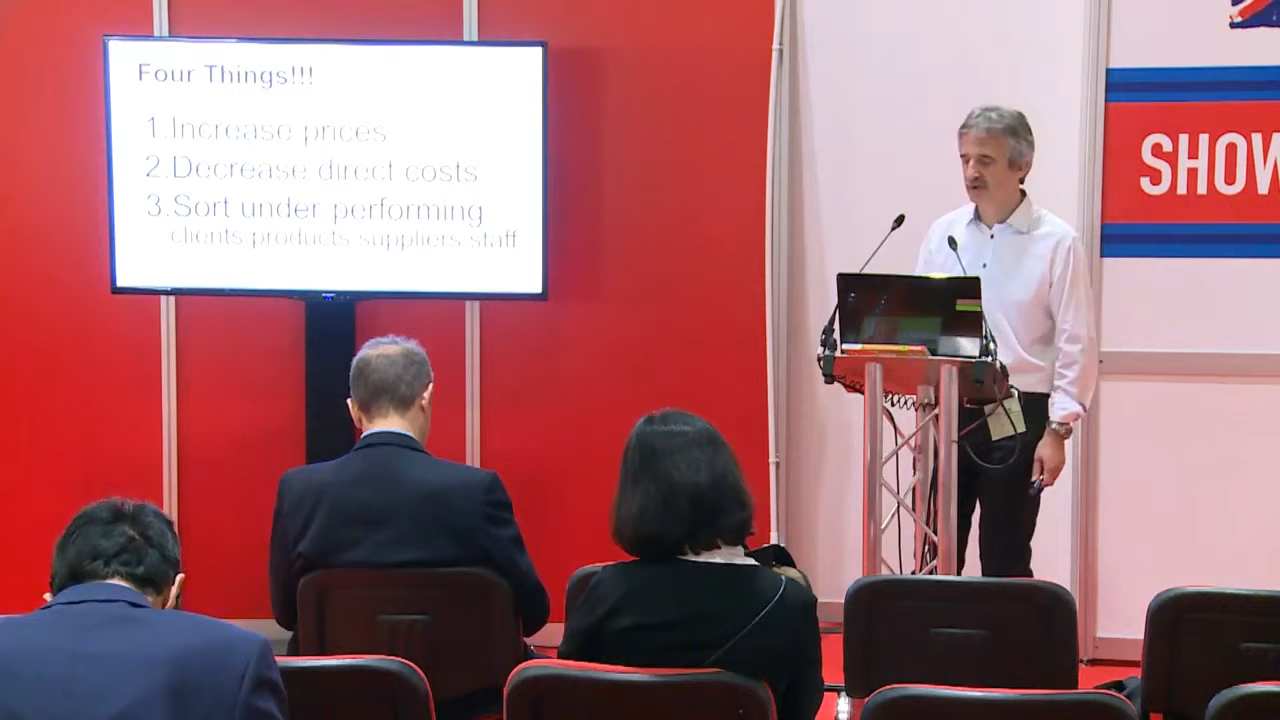 Four Things!!!
1.Increase prices
2.Decrease direct costs
3.Sort under performing
clients products suppliers staff
SHOW